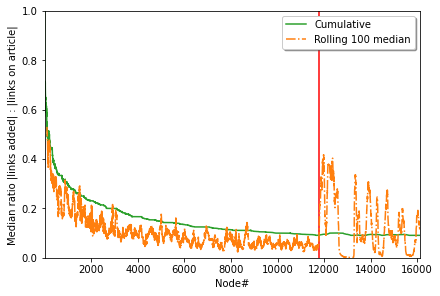 1.0
0.8
0.6
0.4
0.2
0.0
Median ratio |links added| : |links on article|
Cumulative
Rolling 100 median
2000 4000 6000 8000 10000 12000 14000 16000
Node#